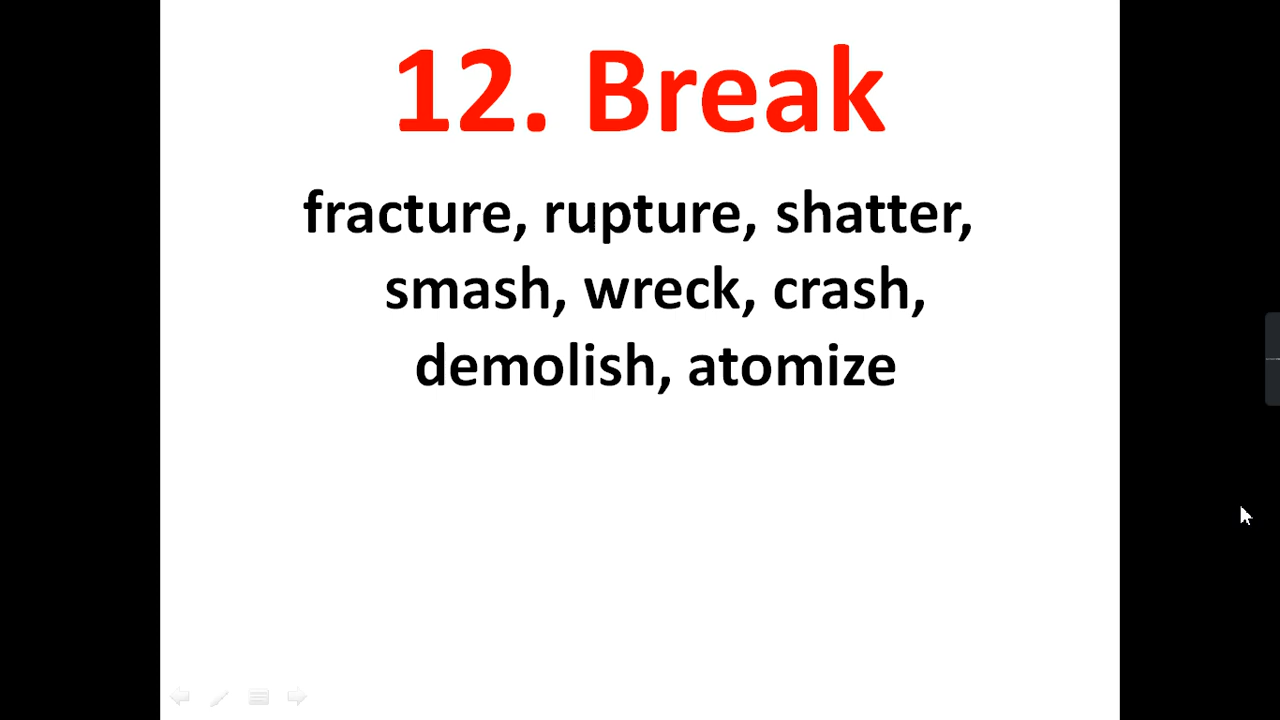 12. Break
fracture, rupture, shatter,
smash, wreck, crash,
demolish, atomize